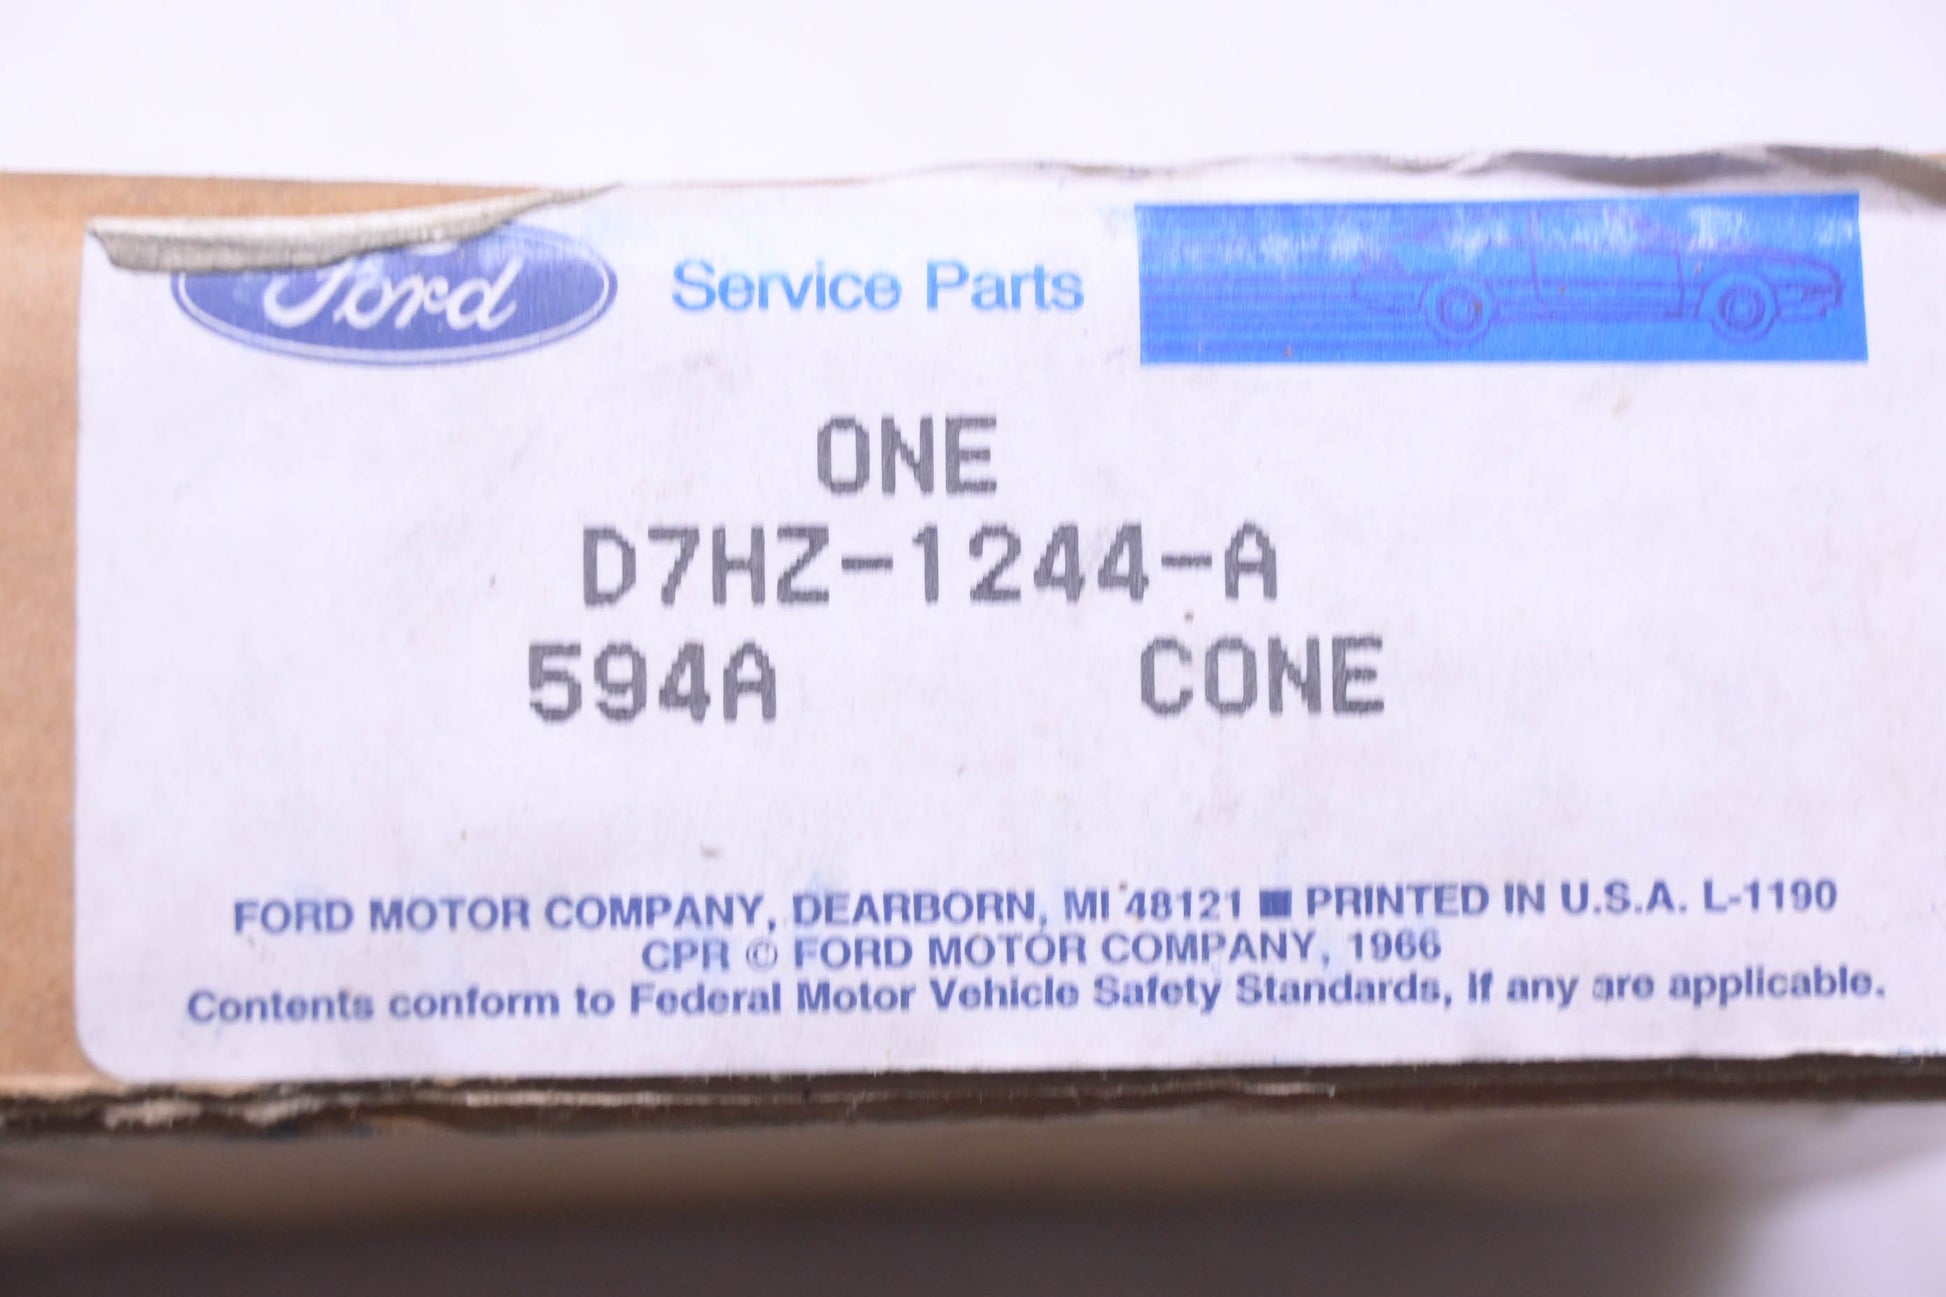 Ford Service Parts
ONE
D7HZ-1244-A
594A CONE
FORD MOTOR COMPANY, DEARBORN, MI 48121 ■ PRINTED IN U.S.A. L-1190
CPR © FORD MOTOR COMPANY, 1966
Contents conform to Federal Motor Vehicle Safety Standards, If any are applicable.